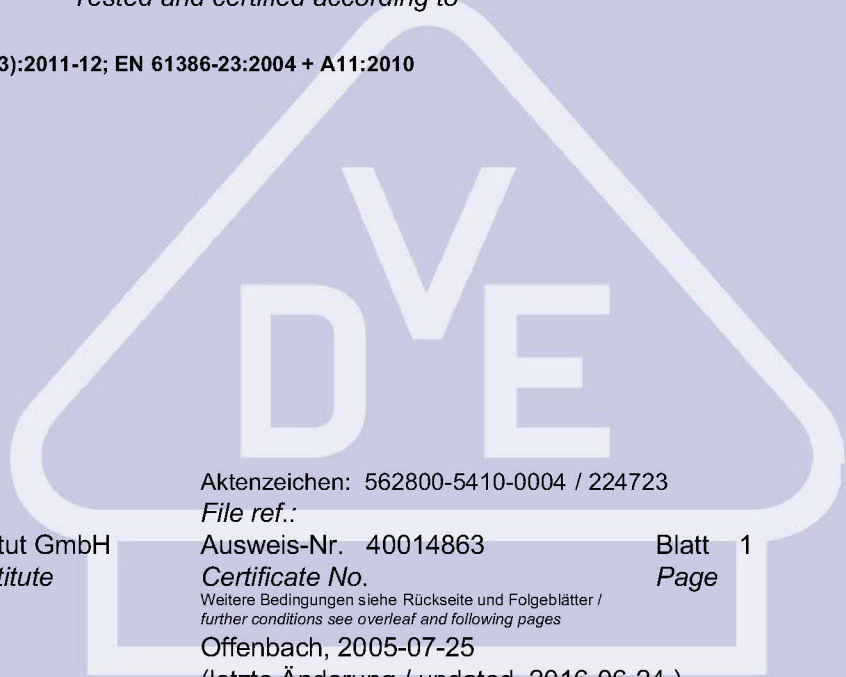 Tested and certified according to
3):2011-12; EN 61386-23:2004 + A11:2010
VDE
Aktenzeichen: 562800-5410-0004 / 224723
File ref.:
tut GmbH Ausweis-Nr. 40014863 Blatt 1
titute Certificate No. Page
Weitere Bedingungen siehe Rückseite und Folgeblätter /
further conditions see overleaf and following pages
Offenbach, 2005-07-25
(letzte Änderung / updated 2016-06-24 )